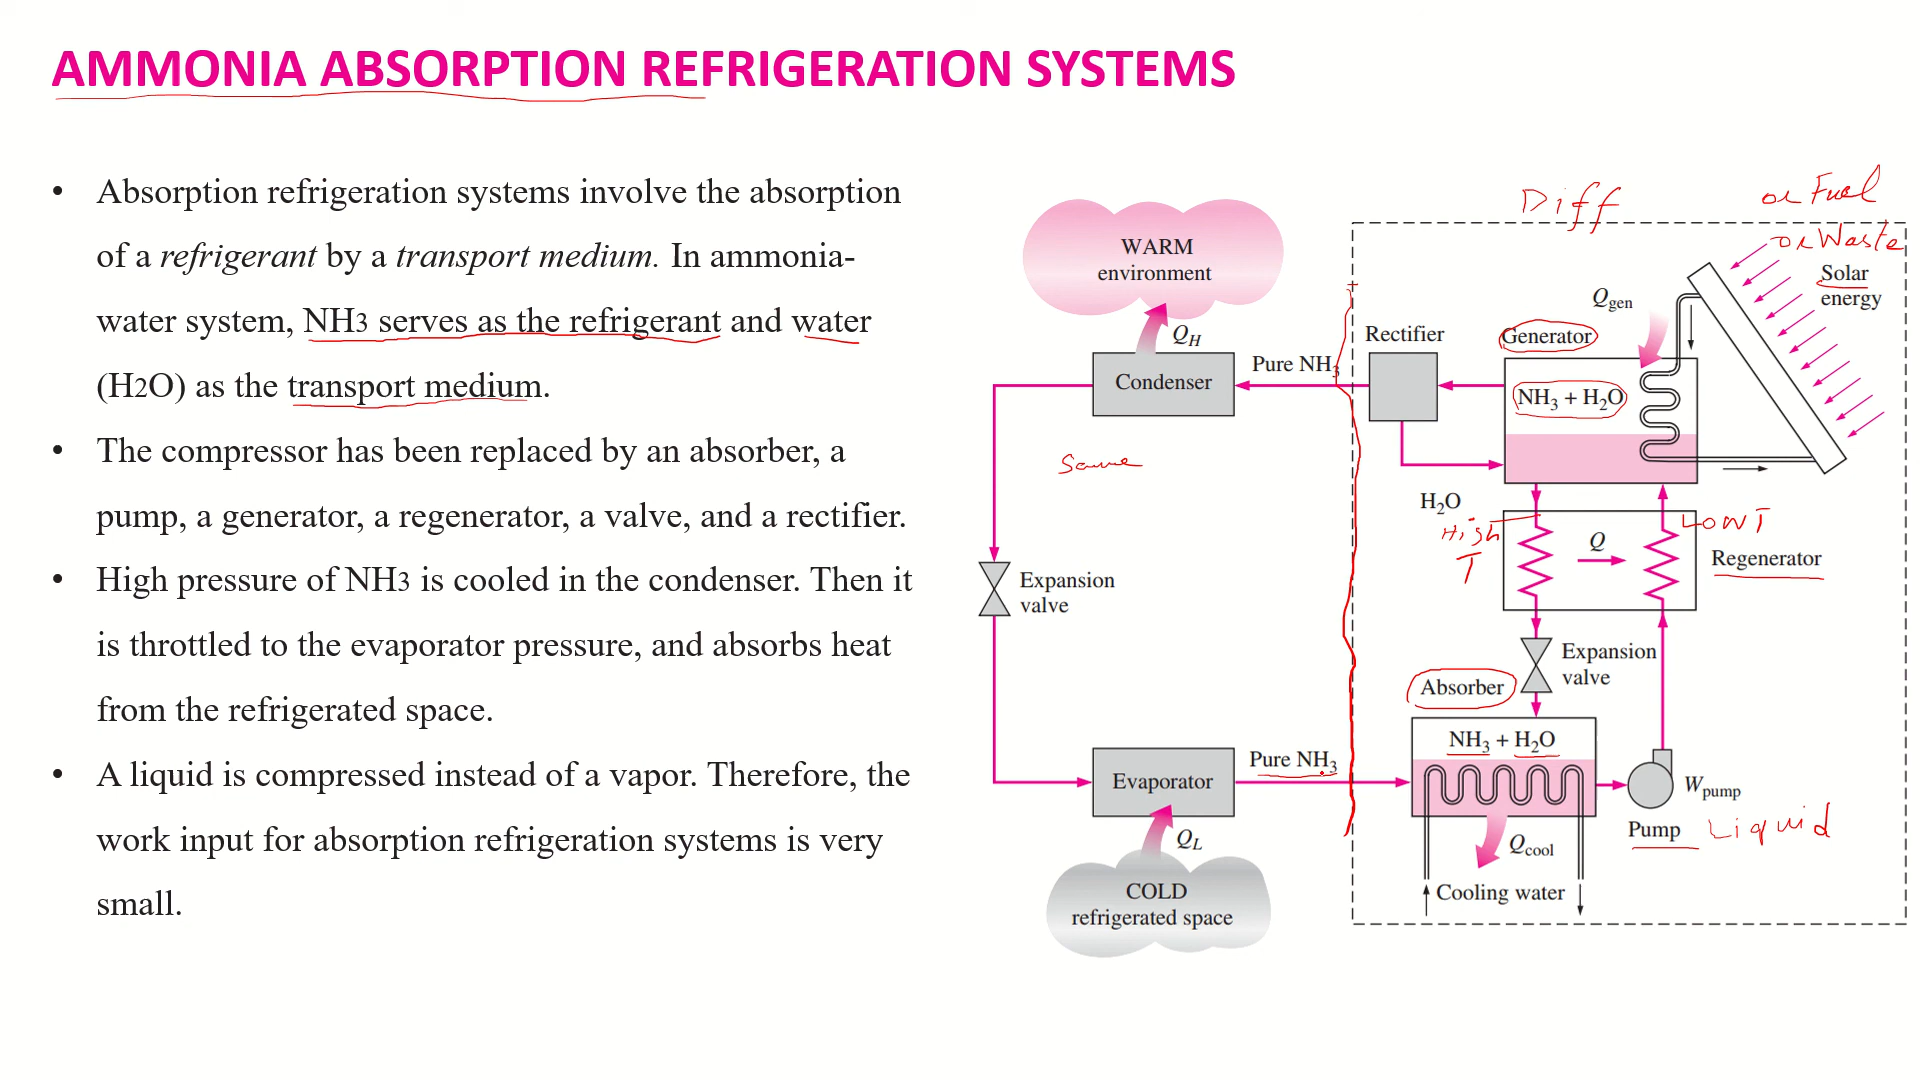 AMMONIA ABSORPTION REFRIGERATION SYSTEMS
• Absorption refrigeration systems involve the absorption
of a refrigerant by a transport medium. In ammonia-
water system, NH3 serves as the refrigerant and water
(H2O) as the transport medium.
• The compressor has been replaced by an absorber, a
pump, a generator, a regenerator, a valve, and a rectifier.
• High pressure of NH3 is cooled in the condenser. Then it
is throttled to the evaporator pressure, and absorbs heat
from the refrigerated space.
• A liquid is compressed instead of a vapor. Therefore, the
work input for absorption refrigeration systems is very
small.
WARM
environment
QH
Condenser
Pure NH3
Same
Expansion
valve
Evaporator
Pure NH3
QL
COLD
refrigerated space
Diff
or Fuel
or Waste
Solar
energy
Qgen
Rectifier
Generator
NH3 + H2O
H2O
High
T
Q
LOW T
Regenerator
Expansion
valve
Absorber
NH3 + H2O
Wpump
Pump
Liquid
Qcool
Cooling water